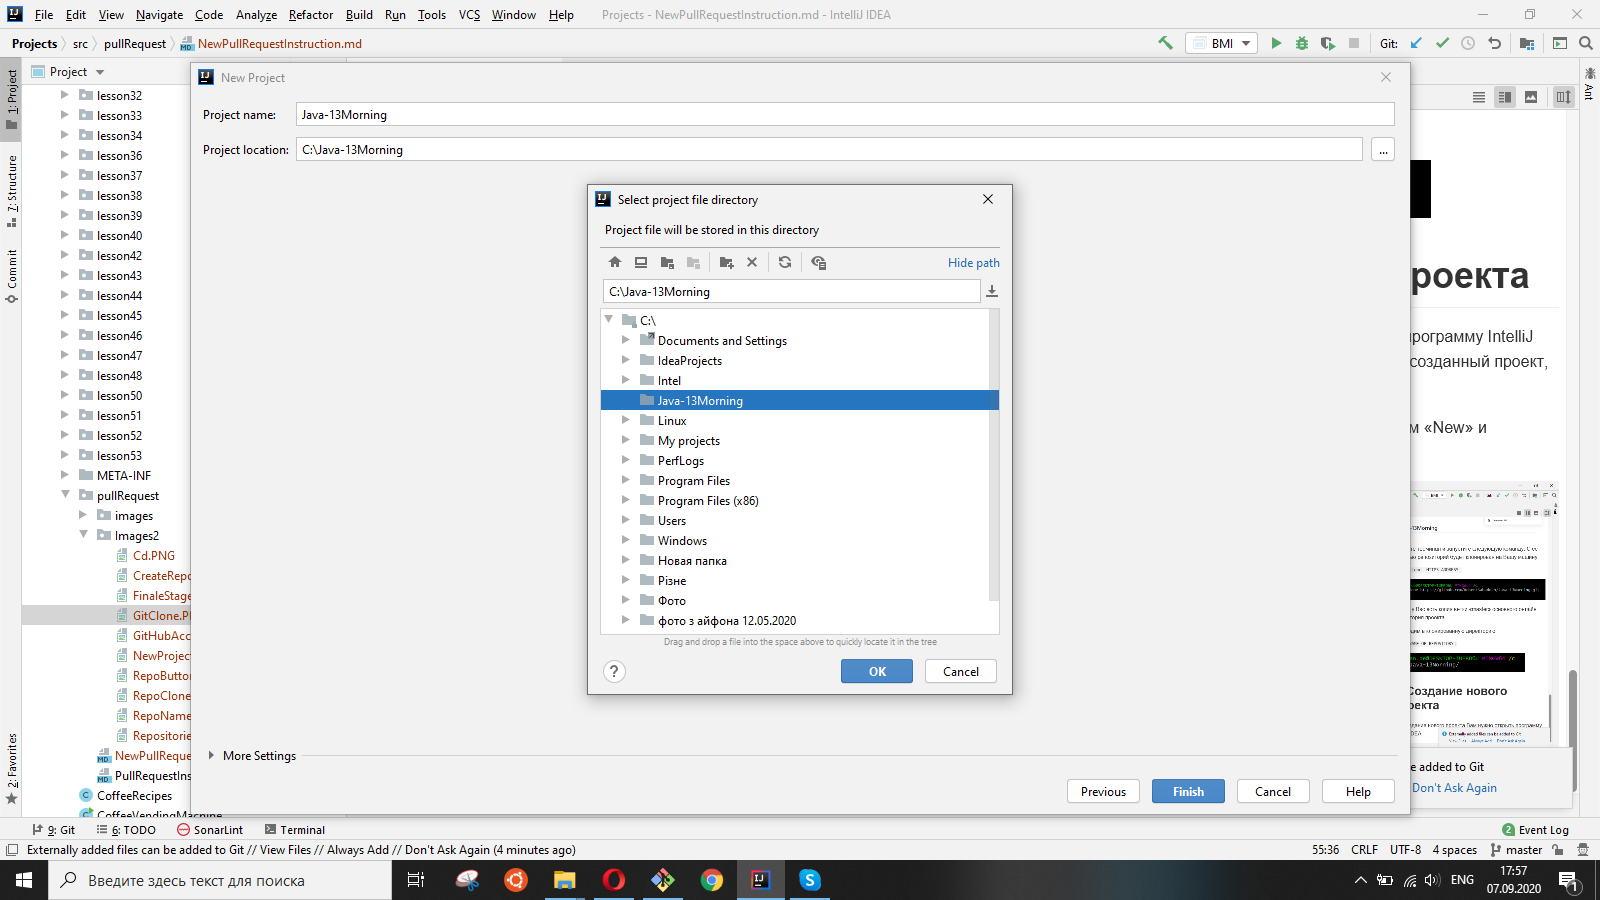 File Edit View Navigate Code Analyze Refactor Build Run Tools VCS Window Help Projects - NewPullRequestInstruction.md - IntelliJ IDEA
Projects src pullRequest NewPullRequestInstruction.md BMI Git:
Project
New Project
1: Project
7: Structure
Commit
2: Favorites
Ant
lesson32
lesson33
lesson34
lesson36
lesson37
lesson38
lesson39
lesson40
lesson42
lesson43
lesson44
lesson45
lesson46
lesson47
lesson48
lesson50
lesson51
lesson52
lesson53
META-INF
pullRequest
images
Images2
Cd.PNG
CreateRepo
FinaleStage
GitClone.P
GitHubAcc
NewProject
RepoButton
RepoClone
RepoName
Repositorie
NewPullReque
PullRequestIns
CoffeeRecipes
CoffeeVendingMachine
Project name: Java-13Morning
Project location: C:\Java-13Morning ...
Select project file directory
Project file will be stored in this directory
Hide path
C:\Java-13Morning
C:\
Documents and Settings
IdeaProjects
Intel
Java-13Morning
Linux
My projects
PerfLogs
Program Files
Program Files (x86)
Users
Windows
Новая папка
Різне
Фото
фото з айфона 12.05.2020
Drag and drop a file into the space above to quickly locate it in the tree
? OK Cancel
More Settings
Previous Finish Cancel Help
роекта
рограмму IntelliJ
созданный проект,
м «New» и
Создание нового
екта
e added to Git
Don't Ask Again
9: Git 6: TODO SonarLint Terminal 2 Event Log
Externally added files can be added to Git // View Files // Always Add // Don't Ask Again (4 minutes ago) 55:36 CRLF UTF-8 4 spaces master
Введите здесь текст для поиска ENG 17:57
07.09.2020 1